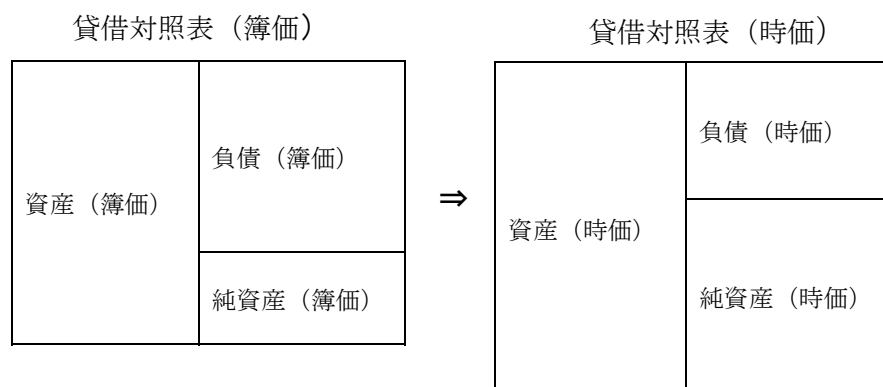 貸借対照表（簿価）
資産（簿価）
負債（簿価）
純資産（簿価）
⇒
貸借対照表（時価）
資産（時価）
負債（時価）
純資産（時価）